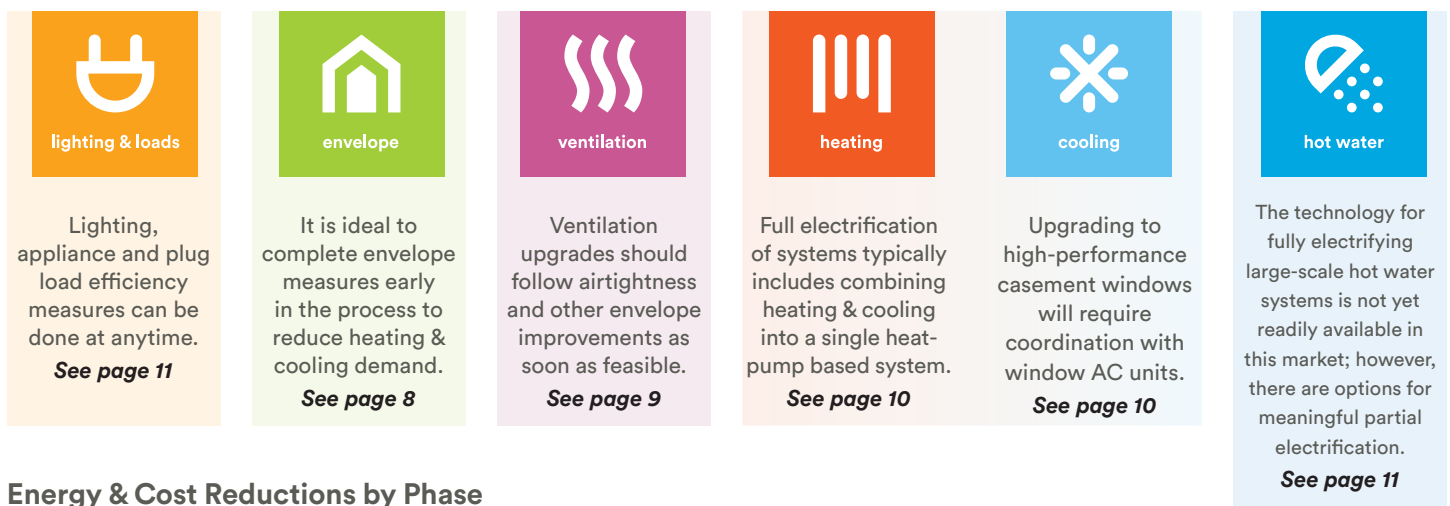 lighting & loads
Lighting,
appliance and plug
load efficiency
measures can be
done at anytime.
See page 11
envelope
It is ideal to
complete envelope
measures early
in the process to
reduce heating &
cooling demand.
See page 8
ventilation
Ventilation
upgrades should
follow airtightness
and other envelope
improvements as
soon as feasible.
See page 9
heating
Full electrification
of systems typically
includes combining
heating & cooling
into a single heat-
pump based system.
See page 10
cooling
Upgrading to
high-performance
casement windows
will require
coordination with
window AC units.
See page 10
hot water
The technology for
fully electrifying
large-scale hot water
systems is not yet
readily available in
this market; however,
there are options for
meaningful partial
electrification.
See page 11
Energy & Cost Reductions by Phase